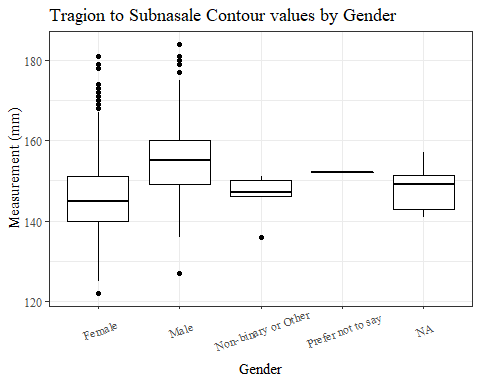 Tragion to Subnasale Contour values by Gender
180
160
140
120
Measurement (mm)
Female
Male
Non-binary or Other
Prefer not to say
NA
Gender